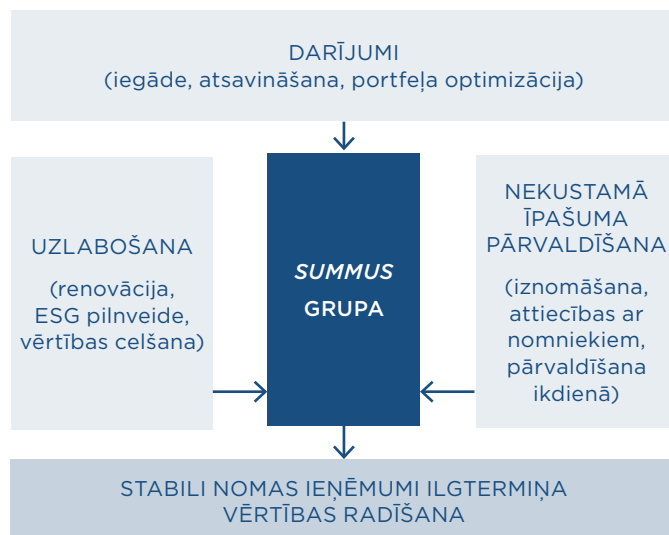 DARĪJUMI
(iegāde, atsavināšana, portfeļa optimizācija)
UZLABOŠANA
(renovācija,
ESG pilnveide,
vērtības celšana)
SUMMUS
GRUPA
NEKUSTAMĀ
ĪPAŠUMA
PĀRVALDĪŠANA
(iznomāšana,
attiecības ar
nomniekiem,
pārvaldīšana
ikdienā)
STABILI NOMAS IEŅĒMUMI ILGTERMIŅA
VĒRTĪBAS RADĪŠANA